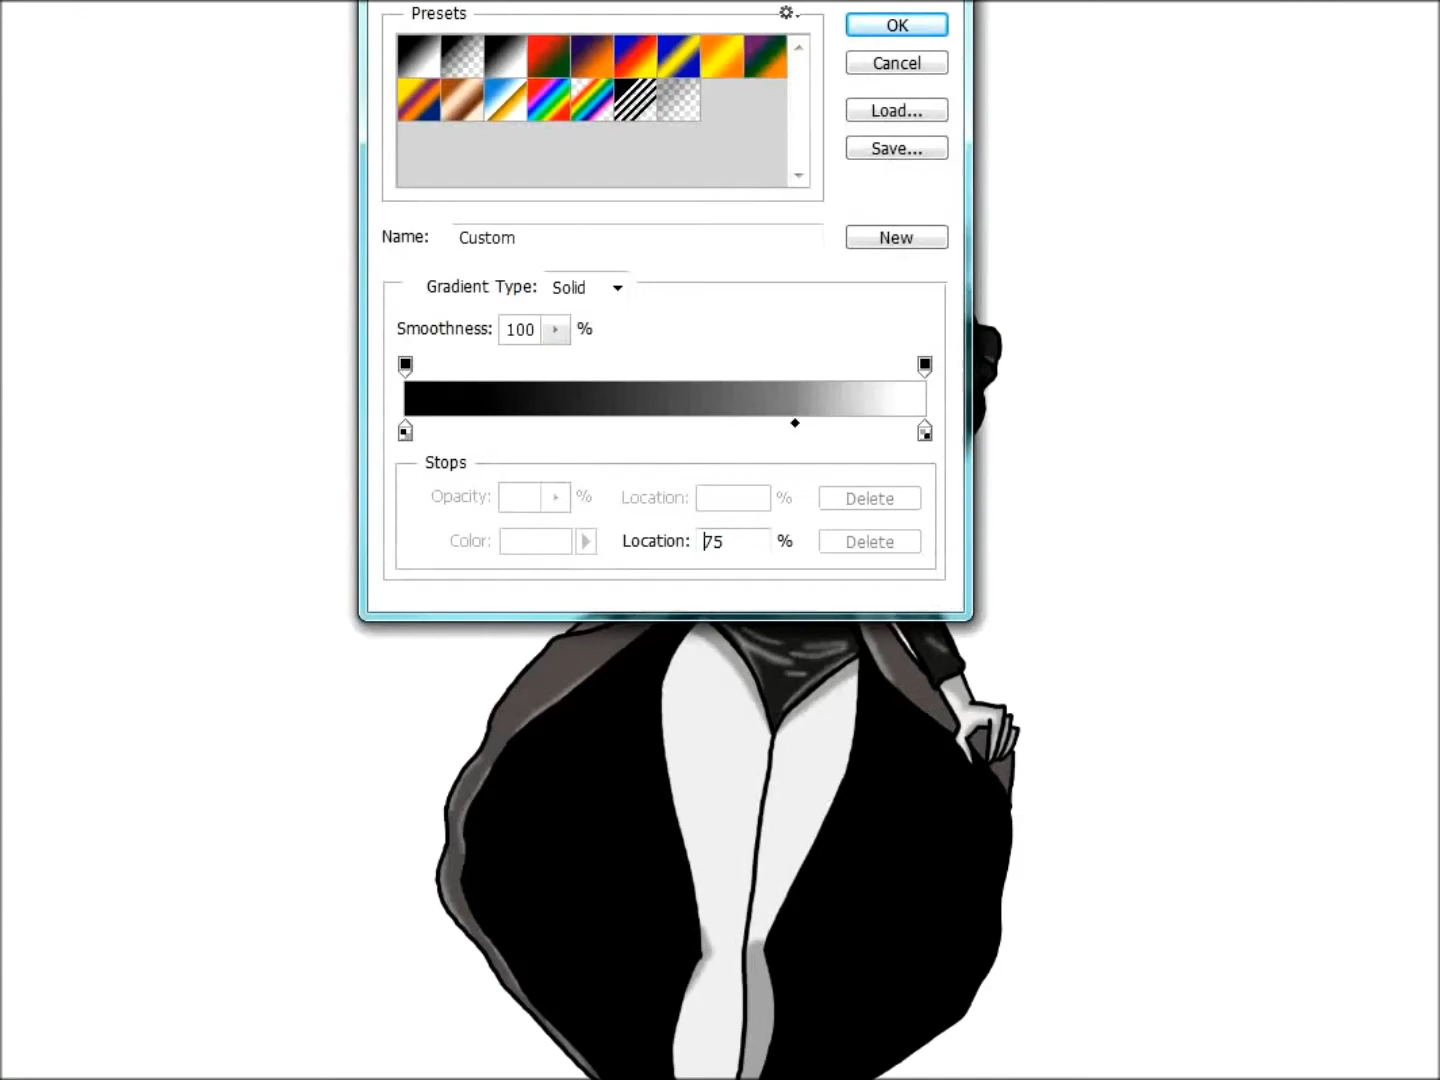 Presets
OK
Cancel
Load...
Save...
Name: Custom
New
Gradient Type: Solid
Smoothness: 100 %
Stops
Opacity: % Location: % Delete
Color: Location: 75 % Delete